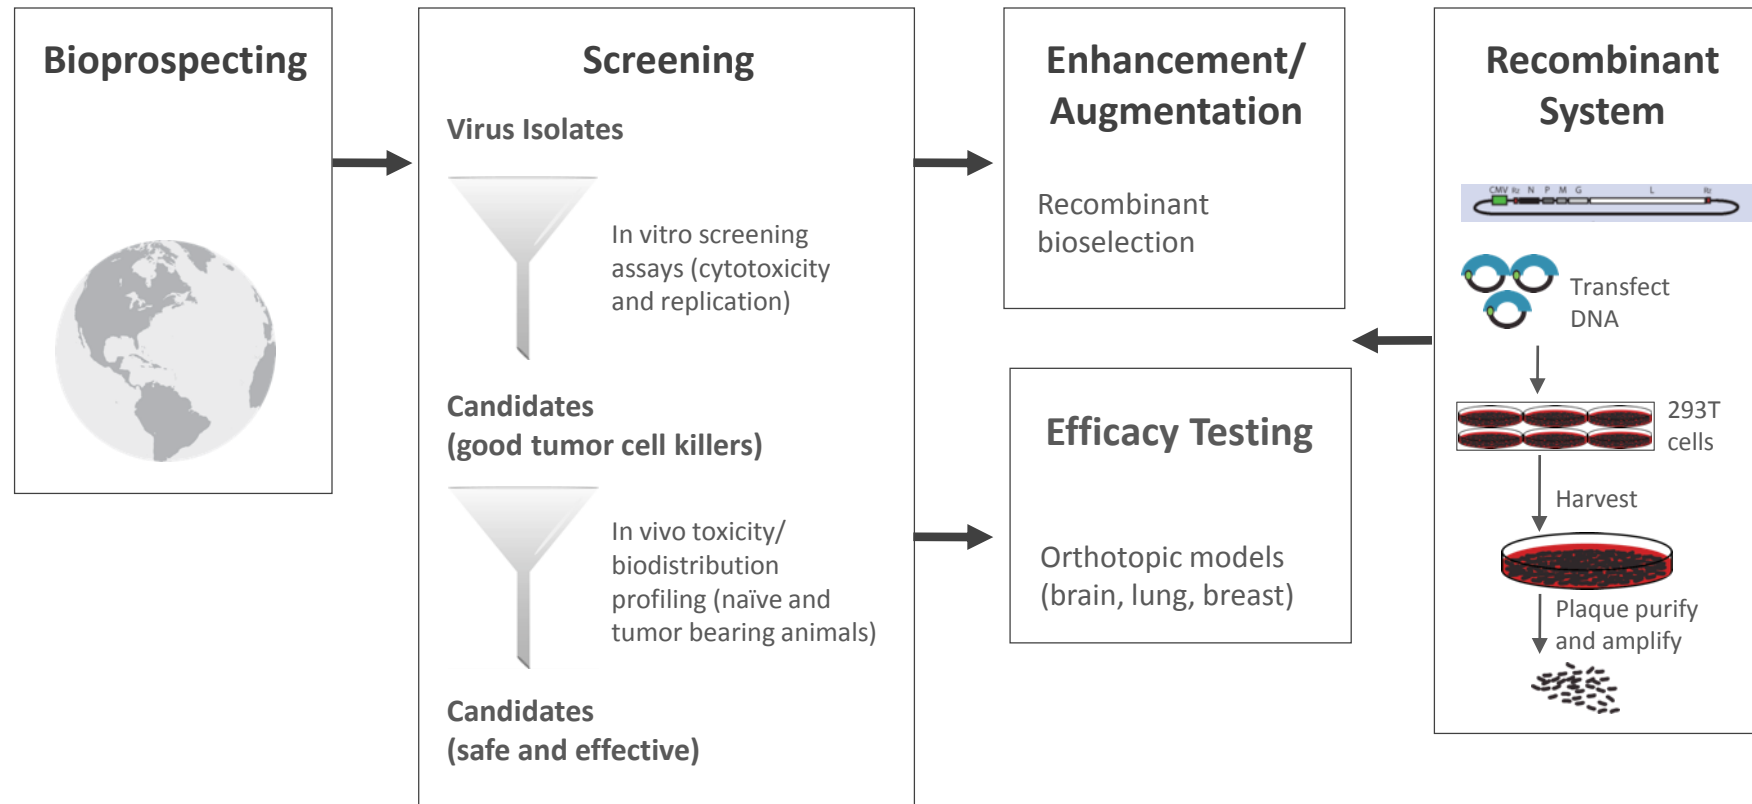 Bioprospecting
Screening
Virus Isolates
In vitro screening
assays (cytotoxicity
and replication)
Candidates
(good tumor cell killers)
In vivo toxicity/
biodistribution
profiling (naïve and
tumor bearing animals)
Candidates
(safe and effective)
Enhancement/
Augmentation
Recombinant
bioselection
Efficacy Testing
Orthotopic models
(brain, lung, breast)
Recombinant
System
CMV Rz N P M G L Rz
Transfect
DNA
293T
cells
Harvest
Plaque purify
and amplify